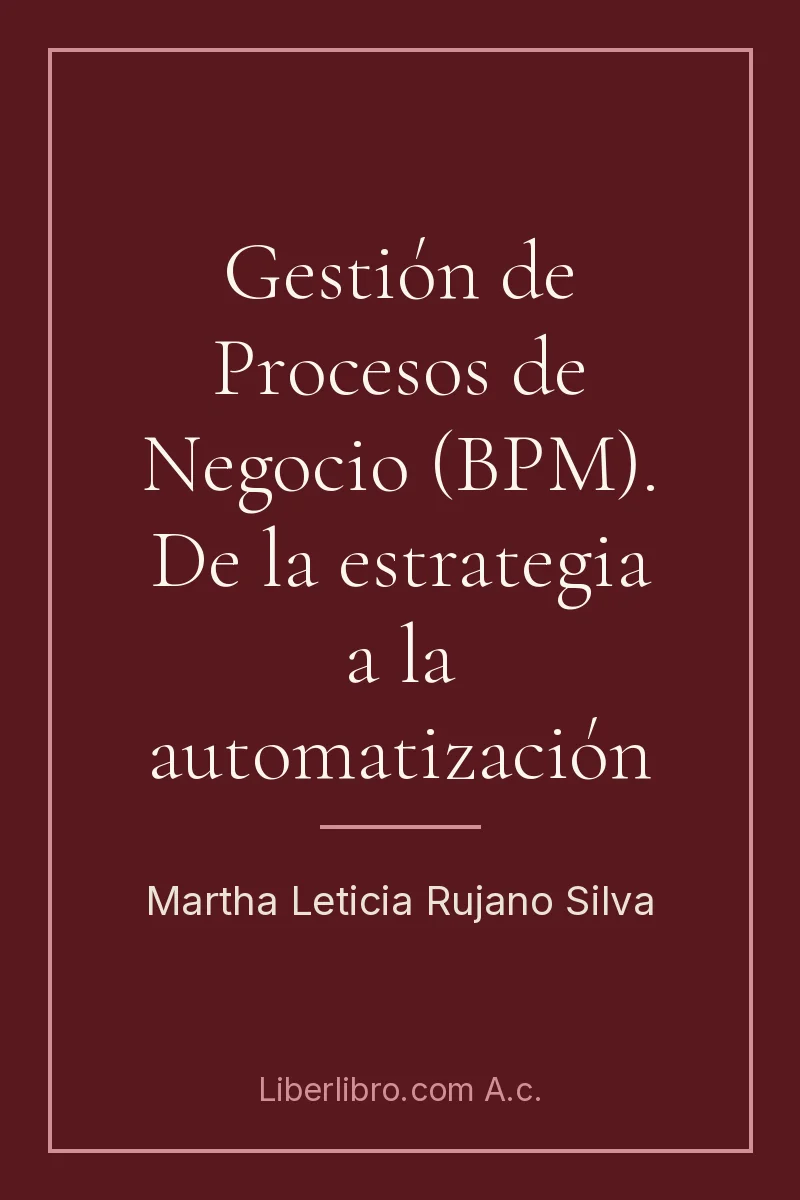 Gestión de
Procesos de
Negocio (BPM).
De la estrategia
a la
automatización
Martha Leticia Rujano Silva
Liberlibro.com A.c.